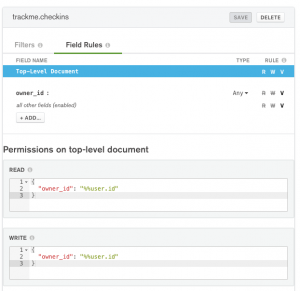 trackme.checkins SAVE DELETE
Filters Field Rules
FIELD NAME TYPE RULE
Top-Level Document R W V
owner_id : Any R W V
all other fields (enabled) R W V
+ ADD...
Permissions on top-level document
READ
1 {
2 "owner_id": "%%user.id"
3 }
WRITE
1 {
2 "owner_id": "%%user.id"
3 }